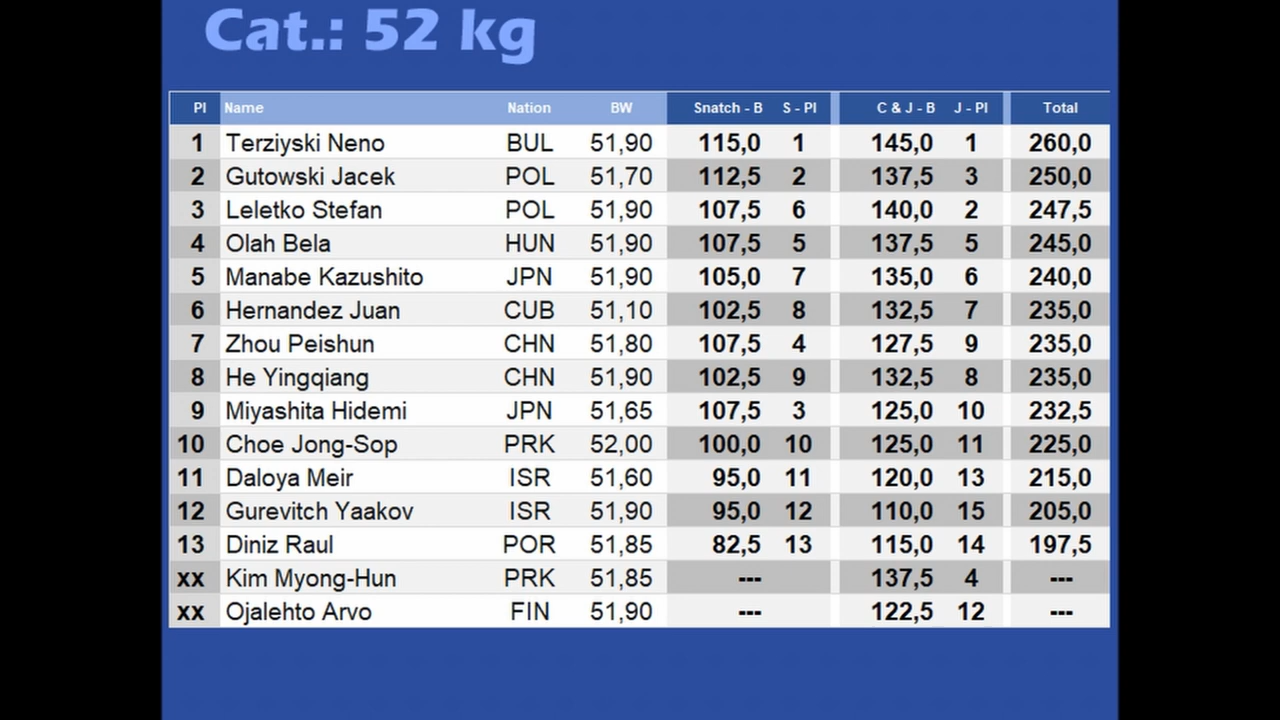 Cat.: 52 kg
Pl Name Nation BW Snatch - B S - Pl C & J - B J - Pl Total
1 Terziyski Neno BUL 51,90 115,0 1 145,0 1 260,0
2 Gutowski Jacek POL 51,70 112,5 2 137,5 3 250,0
3 Leletko Stefan POL 51,90 107,5 6 140,0 2 247,5
4 Olah Bela HUN 51,90 107,5 5 137,5 5 245,0
5 Manabe Kazushito JPN 51,90 105,0 7 135,0 6 240,0
6 Hernandez Juan CUB 51,10 102,5 8 132,5 7 235,0
7 Zhou Peishun CHN 51,80 107,5 4 127,5 9 235,0
8 He Yingqiang CHN 51,90 102,5 9 132,5 8 235,0
9 Miyashita Hidemi JPN 51,65 107,5 3 125,0 10 232,5
10 Choe Jong-Sop PRK 52,00 100,0 10 125,0 11 225,0
11 Daloya Meir ISR 51,60 95,0 11 120,0 13 215,0
12 Gurevitch Yaakov ISR 51,90 95,0 12 110,0 15 205,0
13 Diniz Raul POR 51,85 82,5 13 115,0 14 197,5
xx Kim Myong-Hun PRK 51,85 --- 137,5 4 ---
xx Ojalehto Arvo FIN 51,90 --- 122,5 12 ---